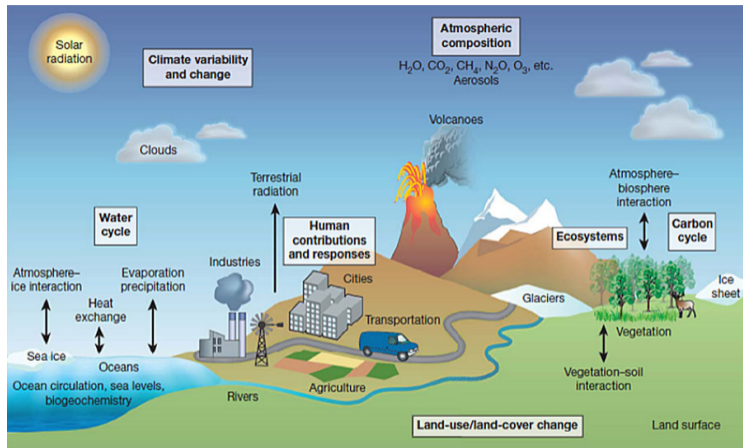 Solar
radiation
Climate variability
and change
Atmospheric
composition
H₂O, CO₂, CH₄, N₂O, O₃, etc.
Aerosols
Volcanoes
Clouds
Terrestrial
radiation
Atmosphere–
biosphere
interaction
Water
cycle
Human
contributions
and responses
Ecosystems
Carbon
cycle
Atmosphere–
ice interaction
Evaporation
precipitation
Industries
Cities
Heat
exchange
Glaciers
Ice
sheet
Transportation
Vegetation
Sea ice
Oceans
Ocean circulation, sea levels,
biogeochemistry
Rivers
Agriculture
Vegetation–soil
interaction
Land-use/land-cover change
Land surface